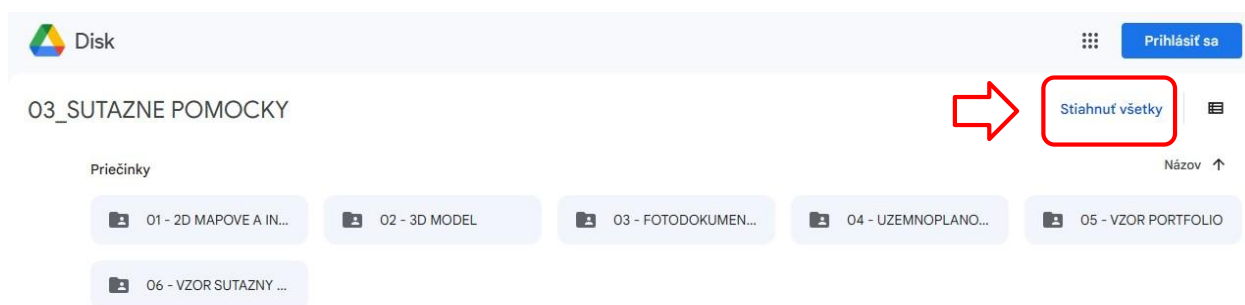 Disk
Prihlásiť sa
03_SUTAZNE POMOCKY
Stiahnuť všetky
Priečinky
Názov
01 - 2D MAPOVE A IN...
02 - 3D MODEL
03 - FOTODOKUMEN...
04 - UZEMNOPLANO...
05 - VZOR PORTFOLIO
06 - VZOR SUTAZNY ...